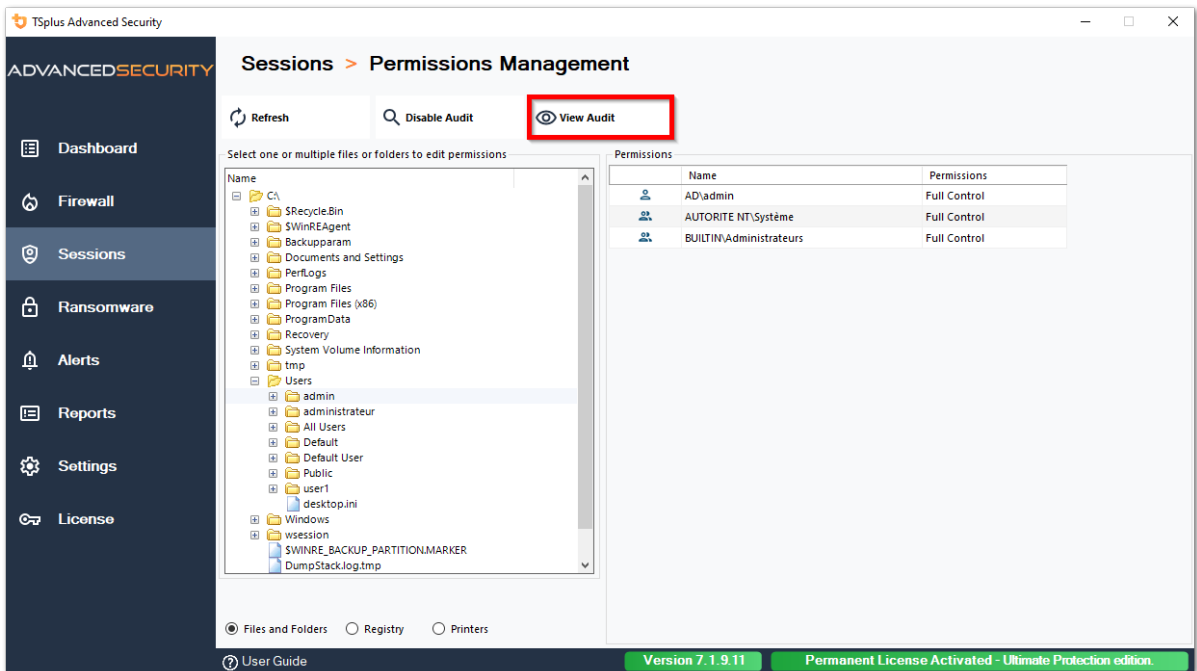 TSplus Advanced Security
ADVANCEDSECURITY
Sessions > Permissions Management
Refresh
Disable Audit
View Audit
Dashboard
Firewall
Sessions
Ransomware
Alerts
Reports
Settings
License
Select one or multiple files or folders to edit permissions
Name
C:\
$Recycle.Bin
$WinREAgent
Backupparam
Documents and Settings
PerfLogs
Program Files
Program Files (x86)
ProgramData
Recovery
System Volume Information
tmp
Users
admin
administrateur
All Users
Default
Default User
Public
user1
desktop.ini
Windows
wsession
$WINRE_BACKUP_PARTITION.MARKER
DumpStack.log.tmp
Files and Folders
Registry
Printers
Permissions
Name Permissions
AD\admin Full Control
AUTORITE NT\Système Full Control
BUILTIN\Administrateurs Full Control
User Guide
Version 7.1.9.11
Permanent License Activated - Ultimate Protection edition.